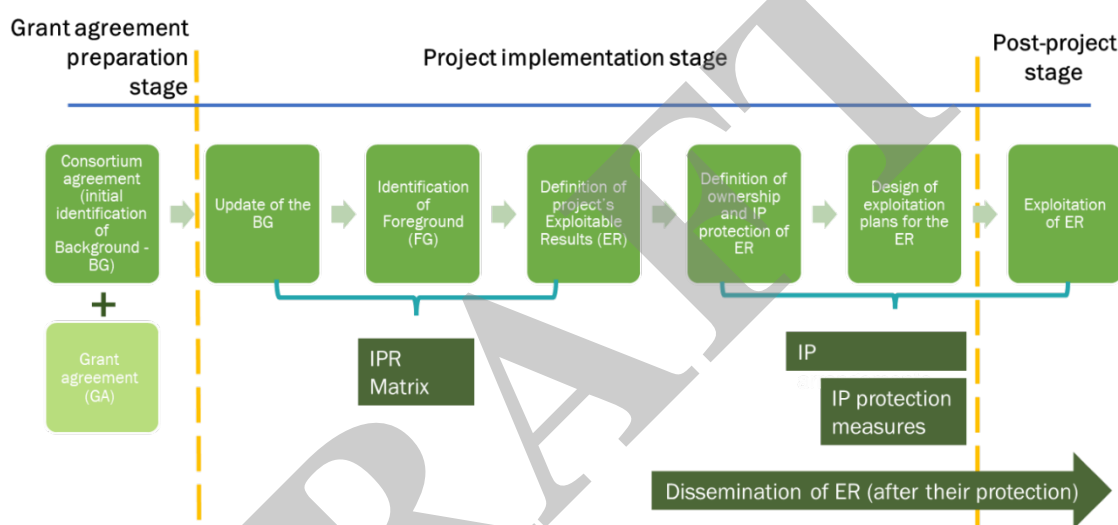 Grant agreement
preparation
stage
Project implementation stage
Post-project
stage
Consortium
agreement
(initial
identification
of
Background -
BG)
Update of the
BG
Identification
of
Foreground
(FG)
Definition of
project's
Exploitable
Results (ER)
Definition of
ownership
and IP
protection of
ER
Design of
exploitation
plans for the
ER
Exploitation
of ER
+
Grant
agreement
(GA)
IPR
Matrix
IP
IP protection
measures
Dissemination of ER (after their protection)
DRAFT